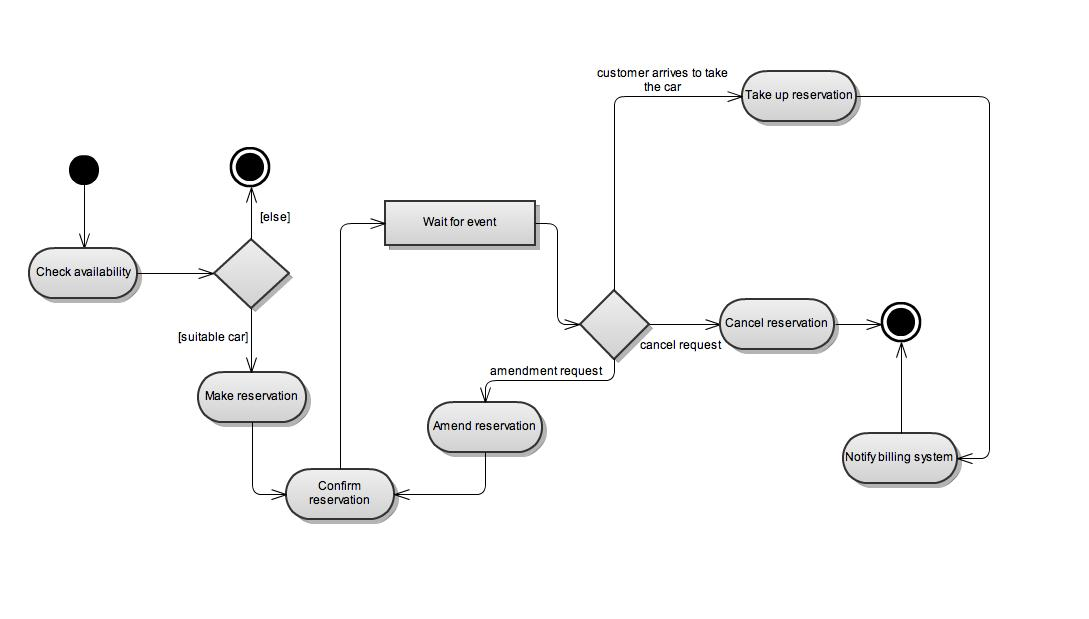 customer arrives to take
the car
Take up reservation
[else]
Wait for event
Check availability
Cancel reservation
[suitable car]
cancel request
amendment request
Make reservation
Amend reservation
Notify billing system
Confirm
reservation